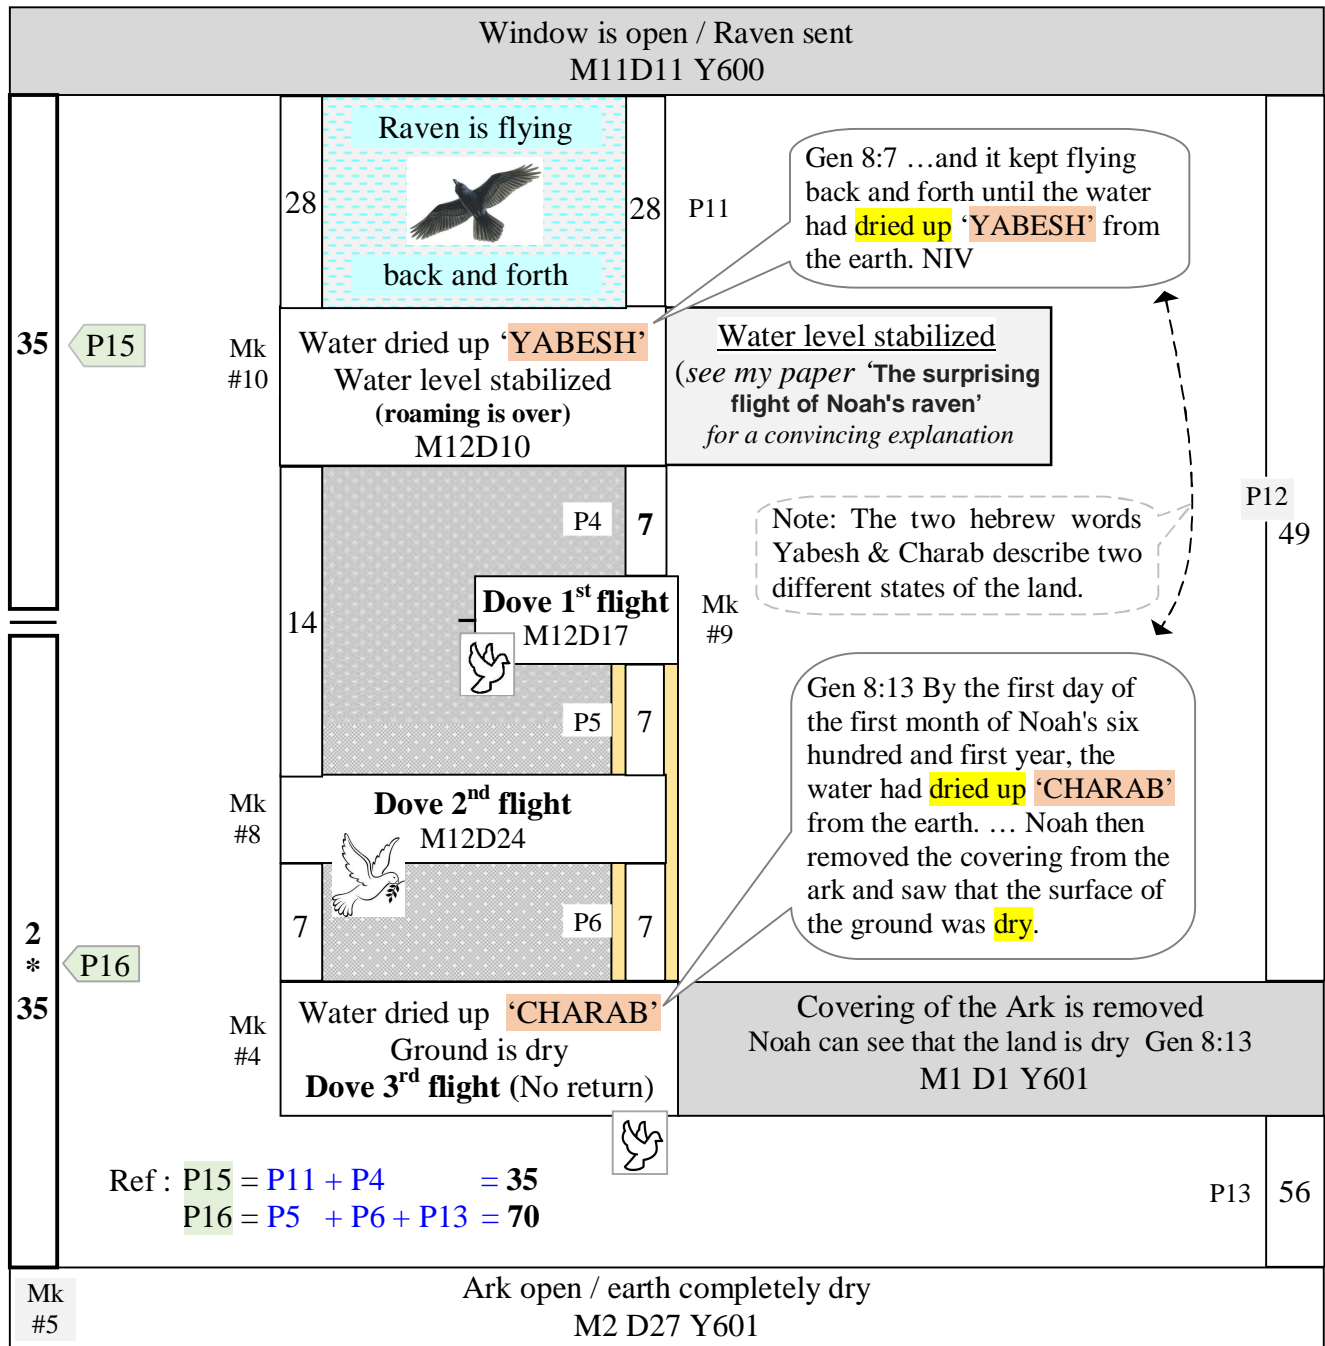 Window is open / Raven sent
M11D11 Y600
Raven is flying
back and forth
28
28
P11
Gen 8:7 …and it kept flying
back and forth until the water
had dried up ‘YABESH’ from
the earth. NIV
35
P15
Mk
#10
Water dried up ‘YABESH’
Water level stabilized
(roaming is over)
M12D10
Water level stabilized
(see my paper ‘The surprising
flight of Noah's raven’
for a convincing explanation
P12
49
P4
7
Note: The two hebrew words
Yabesh & Charab describe two
different states of the land.
14
Dove 1st flight
M12D17
Mk
#9
P5
7
Gen 8:13 By the first day of
the first month of Noah's six
hundred and first year, the
water had dried up ‘CHARAB’
from the earth. … Noah then
removed the covering from the
ark and saw that the surface of
the ground was dry.
Mk
#8
Dove 2nd flight
M12D24
7
P6
7
2
*
35
P16
Mk
#4
Water dried up ‘CHARAB’
Ground is dry
Dove 3rd flight (No return)
Covering of the Ark is removed
Noah can see that the land is dry Gen 8:13
M1 D1 Y601
Ref : P15 = P11 + P4 = 35
P16 = P5 + P6 + P13 = 70
P13
56
Mk
#5
Ark open / earth completely dry
M2 D27 Y601